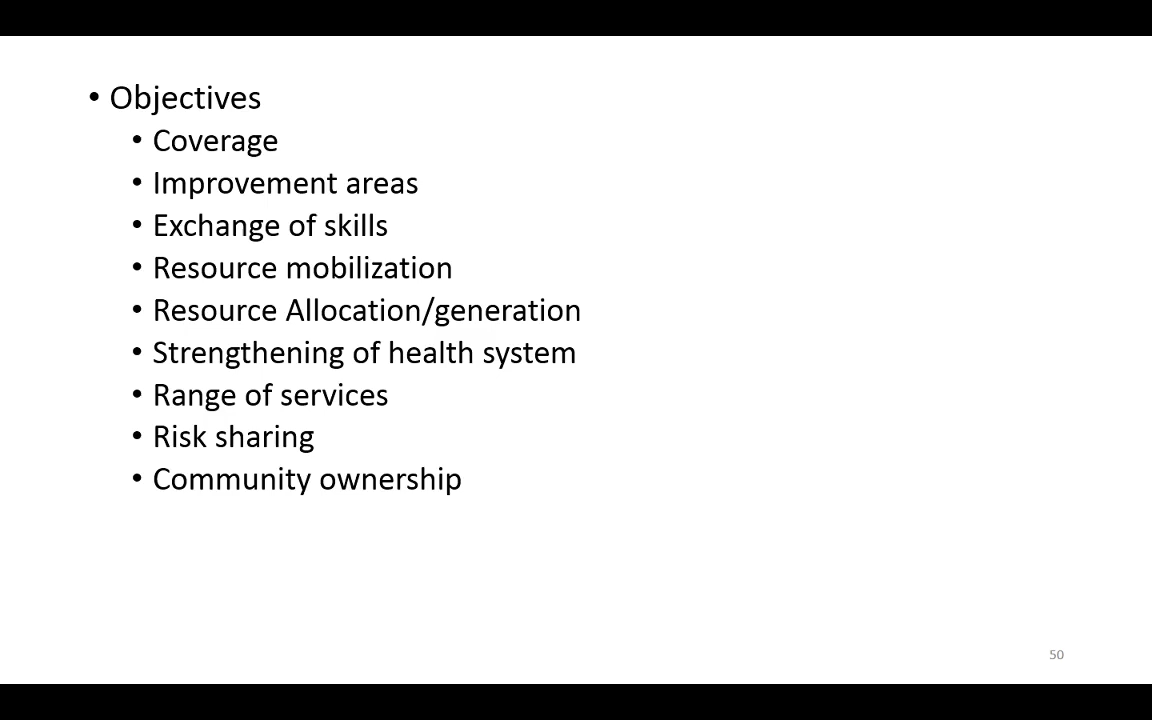 • Objectives
• Coverage
• Improvement areas
• Exchange of skills
• Resource mobilization
• Resource Allocation/generation
• Strengthening of health system
• Range of services
• Risk sharing
• Community ownership
50